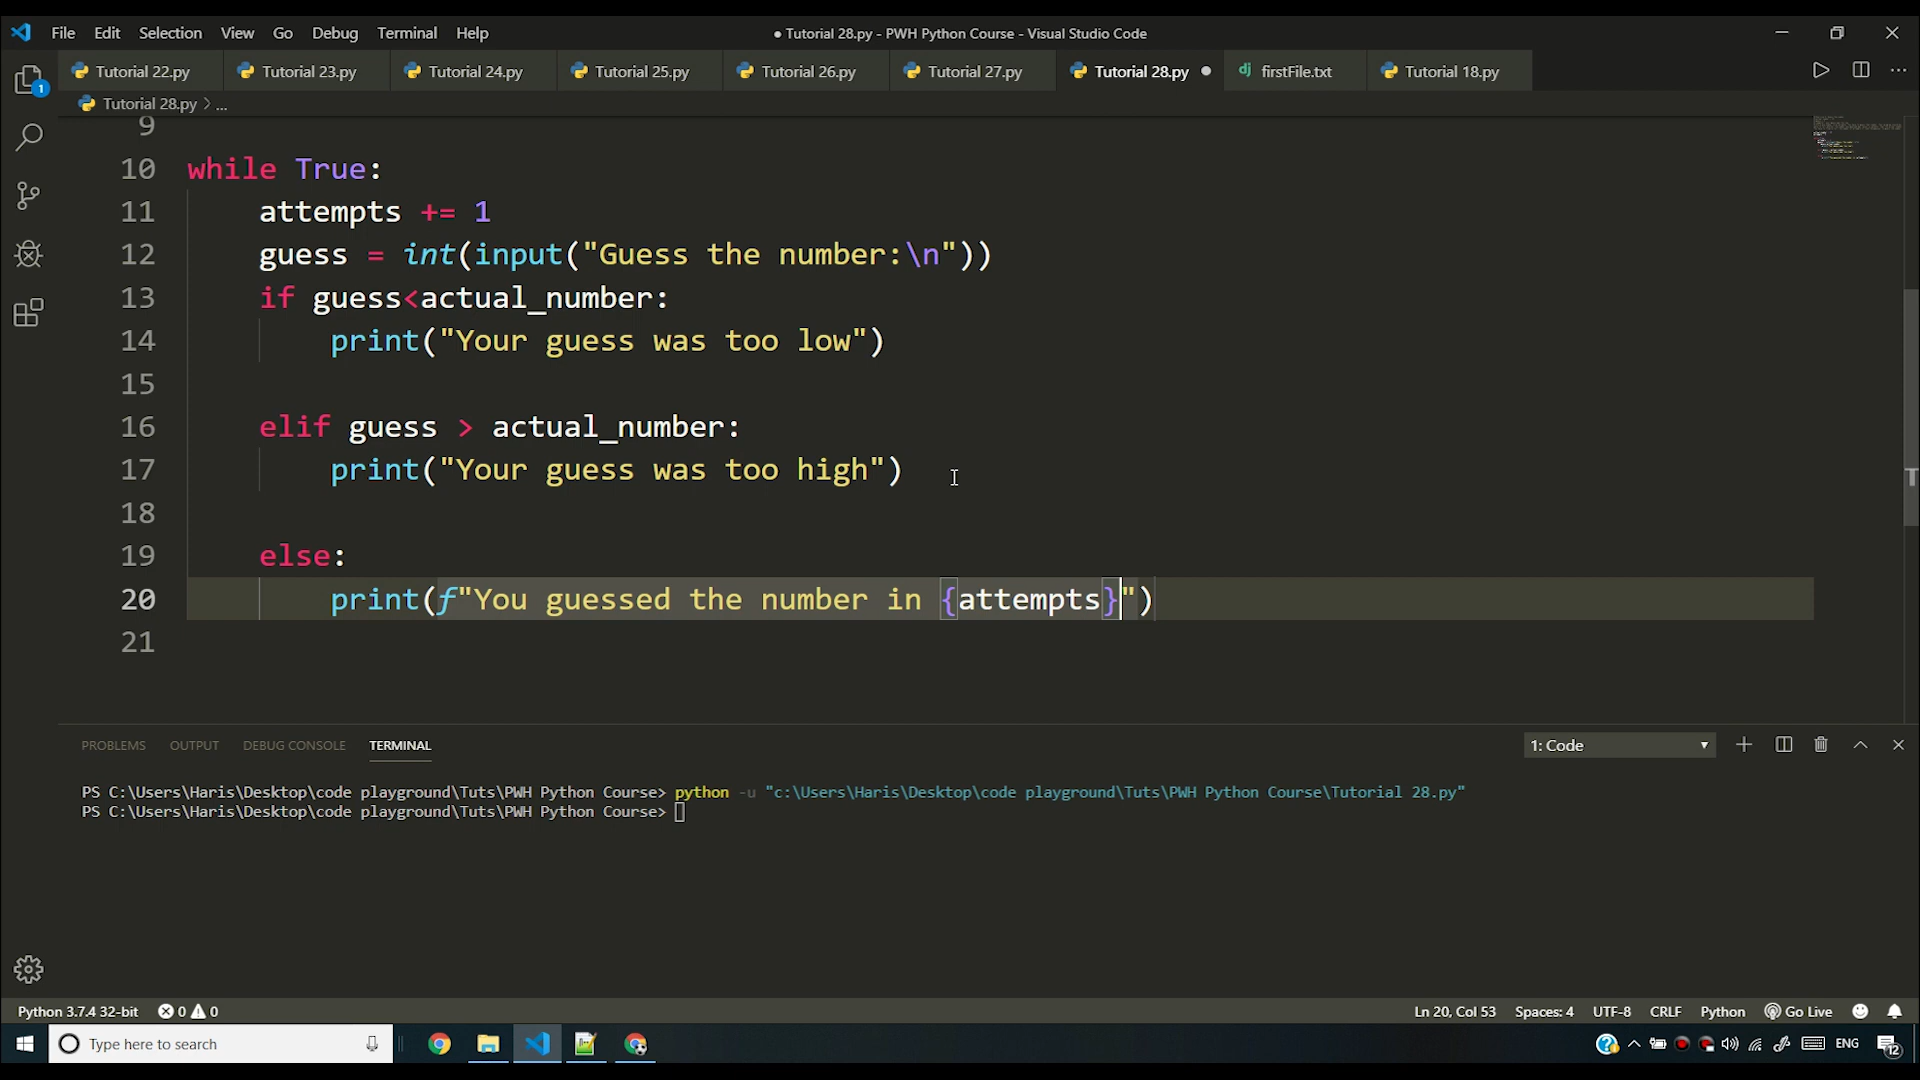 File Edit Selection View Go Debug Terminal Help
● Tutorial 28.py - PWH Python Course - Visual Studio Code
Tutorial 22.py Tutorial 23.py Tutorial 24.py Tutorial 25.py Tutorial 26.py Tutorial 27.py Tutorial 28.py ● firstFile.txt Tutorial 18.py
1
Tutorial 28.py > ...
9
10 while True:
11     attempts += 1
12     guess = int(input("Guess the number:\n"))
13     if guess<actual_number:
14         print("Your guess was too low")
15
16     elif guess > actual_number:
17         print("Your guess was too high")
18
19     else:
20         print(f"You guessed the number in {attempts}")
21
PROBLEMS OUTPUT DEBUG CONSOLE TERMINAL 1: Code
PS C:\Users\Haris\Desktop\code playground\Tuts\PWH Python Course> python -u "c:\Users\Haris\Desktop\code playground\Tuts\PWH Python Course\Tutorial 28.py"
PS C:\Users\Haris\Desktop\code playground\Tuts\PWH Python Course>
Python 3.7.4 32-bit 0 0 Ln 20, Col 53 Spaces: 4 UTF-8 CRLF Python Go Live
Type here to search ENG 12